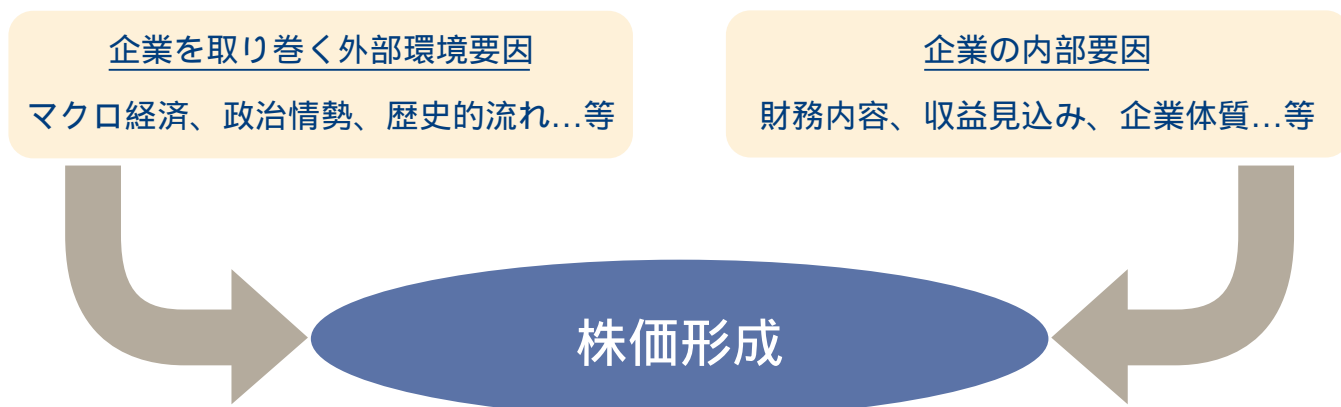 企業を取り巻く外部環境要因
マクロ経済、政治情勢、歴史的流れ…等
企業の内部要因
財務内容、収益見込み、企業体質…等
株価形成